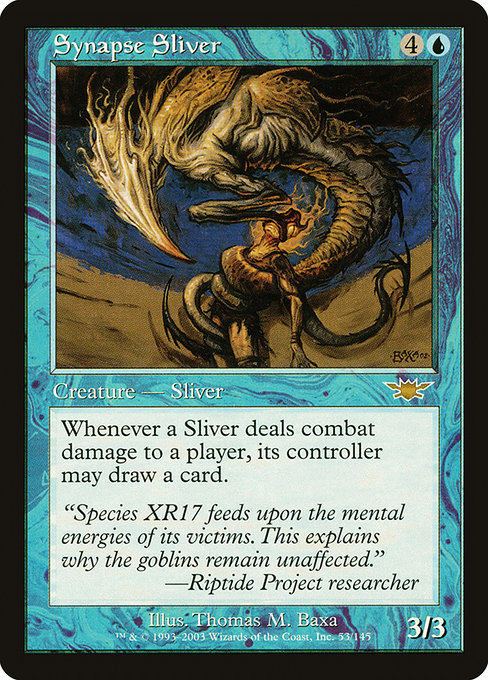 Synapse Sliver 4
BAXA 02
Creature — Sliver
Whenever a Sliver deals combat
damage to a player, its controller
may draw a card.
“Species XR17 feeds upon the mental
energies of its victims. This explains
why the goblins remain unaffected.”
—Riptide Project researcher
Illus. Thomas M. Baxa
3/3
™ & © 1993–2003 Wizards of the Coast, Inc. 53/145